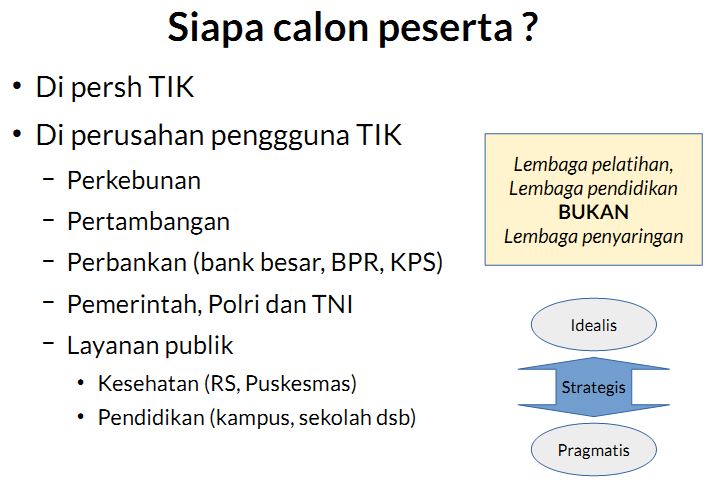 Siapa calon peserta ?
• Di persh TIK
• Di perusahan penggguna TIK
– Perkebunan
– Pertambangan
– Perbankan (bank besar, BPR, KPS)
– Pemerintah, Polri dan TNI
– Layanan publik
• Kesehatan (RS, Puskesmas)
• Pendidikan (kampus, sekolah dsb)
Lembaga pelatihan,
Lembaga pendidikan
BUKAN
Lembaga penyaringan
Idealis
Strategis
Pragmatis